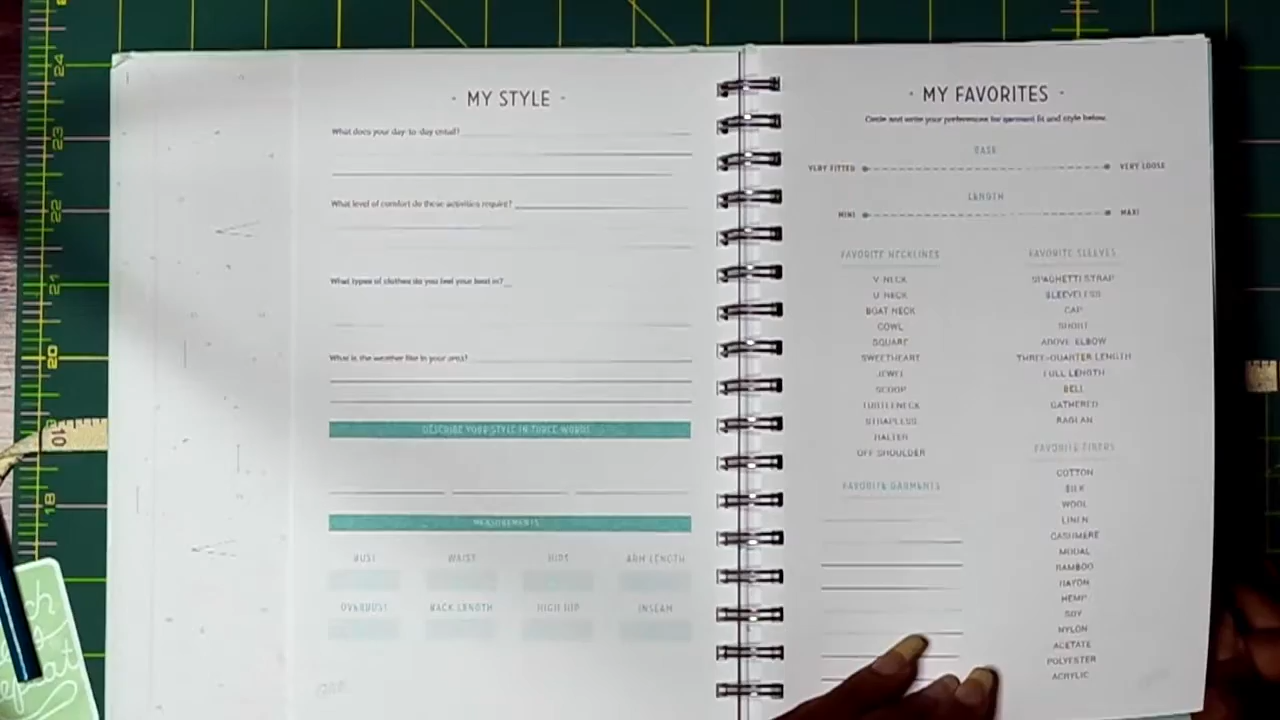 · MY STYLE ·
What does your day-to-day entail?
What level of comfort do these activities require?
What types of clothes do you feel your best in?
What is the weather like in your area?
DESCRIBE YOUR STYLE IN THREE WORDS
MEASUREMENTS
BUST WAIST HIPS ARM LENGTH
OVERBUST BACK LENGTH HIGH HIP INSEAM
· MY FAVORITES ·
Circle and write your preferences for garment fit and style below.
EASE
VERY FITTED VERY LOOSE
LENGTH
MINI MAXI
FAVORITE NECKLINES
V NECK
U NECK
BOAT NECK
COWL
SQUARE
SWEETHEART
JEWEL
SCOOP
TURTLENECK
STRAPLESS
HALTER
OFF SHOULDER
FAVORITE GARMENTS
FAVORITE SLEEVES
SPAGHETTI STRAP
SLEEVELESS
CAP
SHORT
ABOVE ELBOW
THREE-QUARTER LENGTH
FULL LENGTH
BELL
GATHERED
RAGLAN
FAVORITE FIBERS
COTTON
SILK
WOOL
LINEN
CASHMERE
MODAL
BAMBOO
RAYON
HEMP
SOY
NYLON
ACETATE
POLYESTER
ACRYLIC
24
23
22
21
20
18